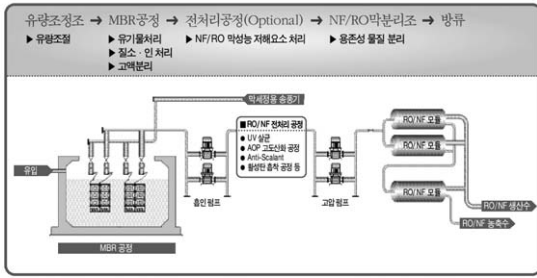 유량조정조 → MBR공정 → 전처리공정(Optional) → NF/RO막분리조 → 방류
▶ 유량조절 ▶ 유기물처리 ▶ NF/RO 막성능 저해요소 처리 ▶ 용존성 물질 분리
▶ 질소·인 처리
▶ 고액분리
막세정용 송풍기
■ RO/NF 전처리 공정
● UV 살균
● AOP 고도산화 공정
● Anti-Scalant
● 활성탄 흡착 공정 등
RO/NF 모듈
RO/NF 모듈
RO/NF 모듈
유입
흡인 펌프
고압 펌프
RO/NF 생산수
RO/NF 농축수
MBR 공정